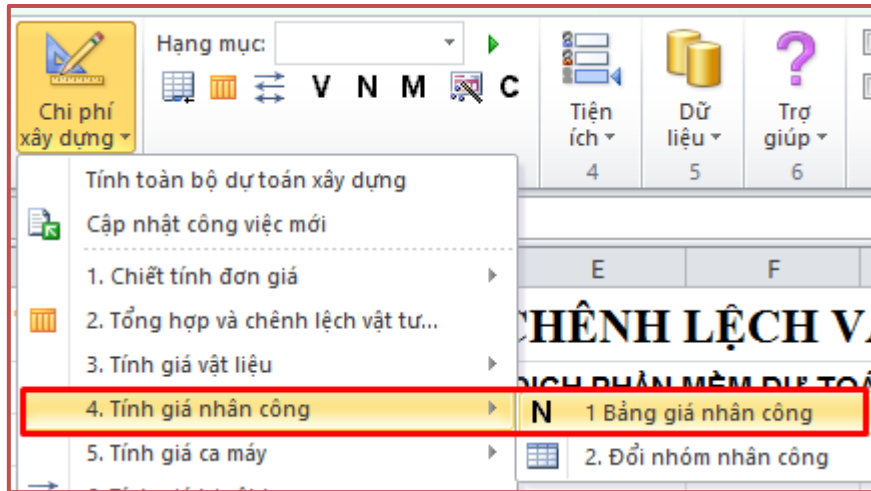 Hạng mục:
V N M C
Chi phí
xây dựng
Tiện
ích
Dữ
liệu
Trợ
giúp
4 5 6
Tính toàn bộ dự toán xây dựng
Cập nhật công việc mới
1. Chiết tính đơn giá
2. Tổng hợp và chênh lệch vật tư...
3. Tính giá vật liệu
4. Tính giá nhân công
5. Tính giá ca máy
E F
CHÊNH LỆCH
PHẦN MỀM DỰ
N 1 Bảng giá nhân công
2. Đổi nhóm nhân công